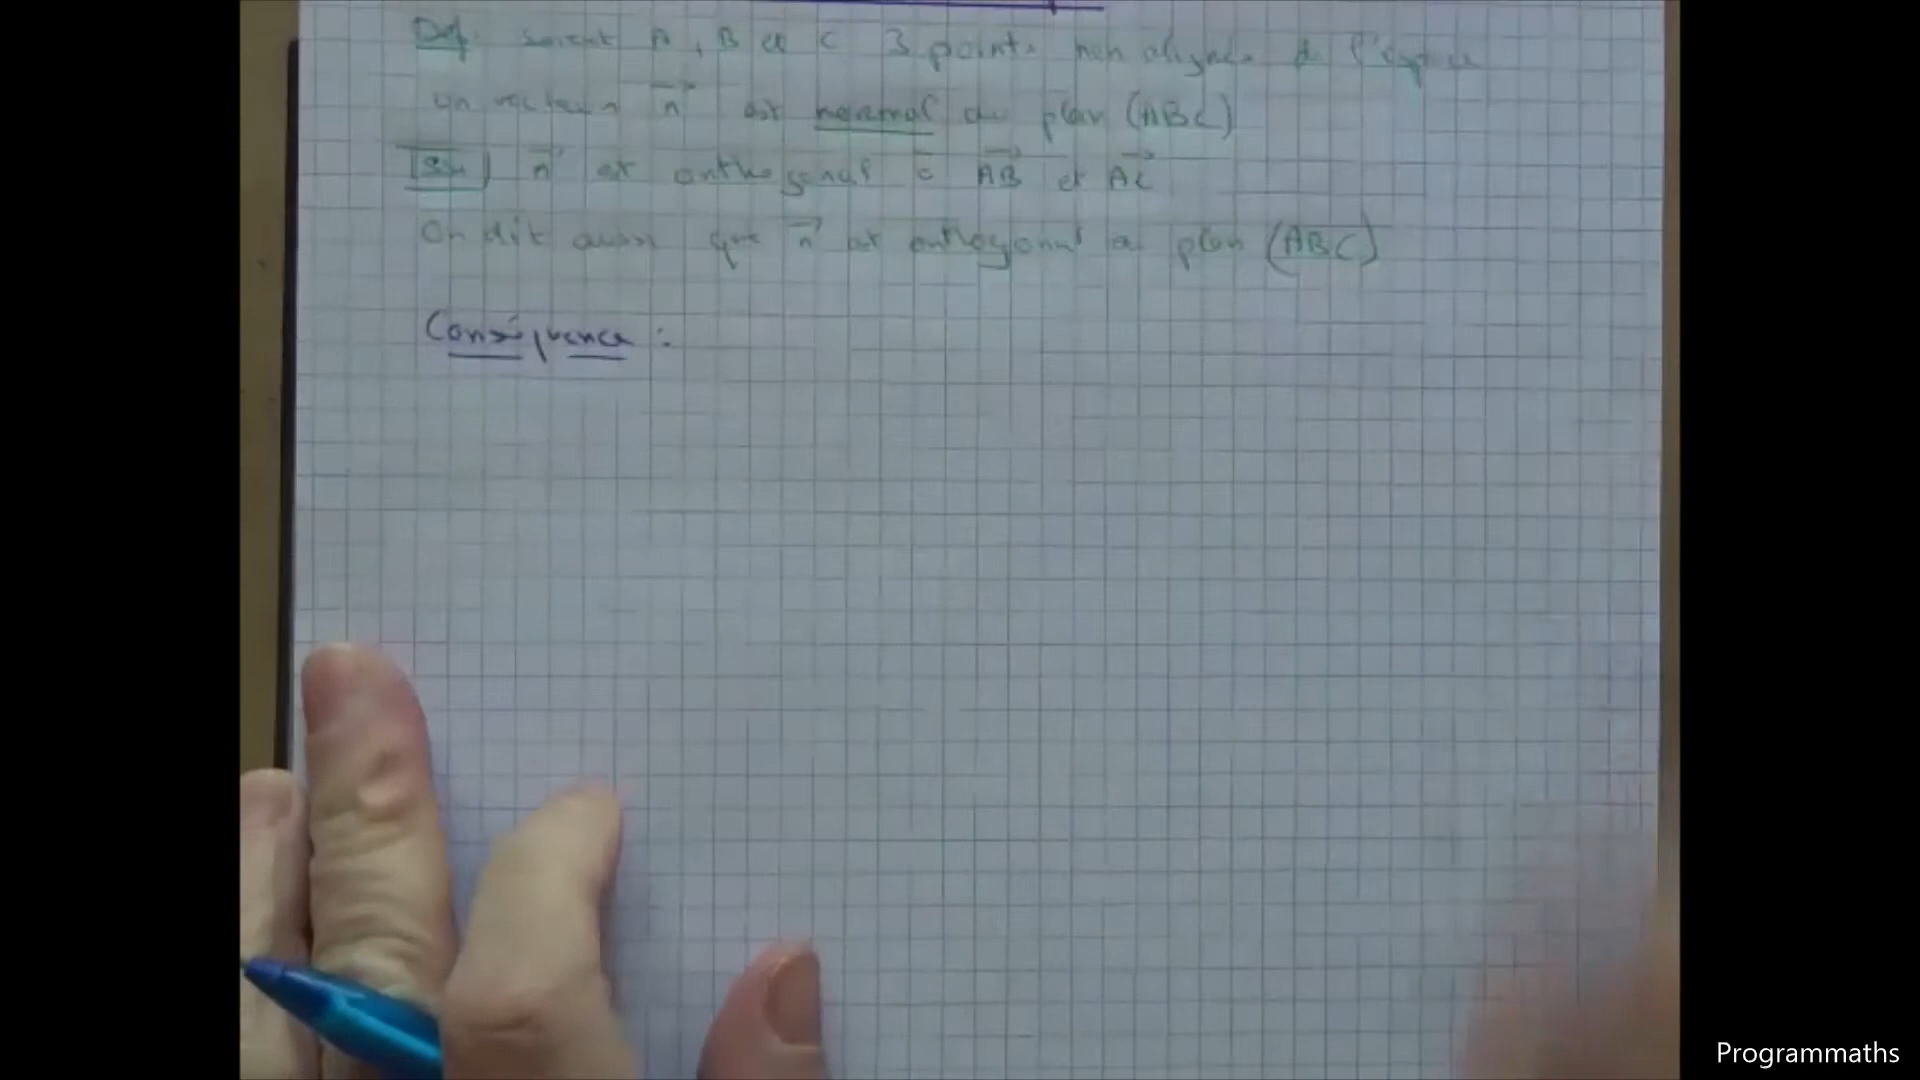 Def: soient A, B et C 3 points non alignés de l'espace
Un vecteur n⃗ est normal au plan (ABC)
ssi n⃗ est orthogonal à AB⃗ et AC⃗
On dit aussi que n⃗ est orthogonal au plan (ABC)
Conséquence :
Programmaths